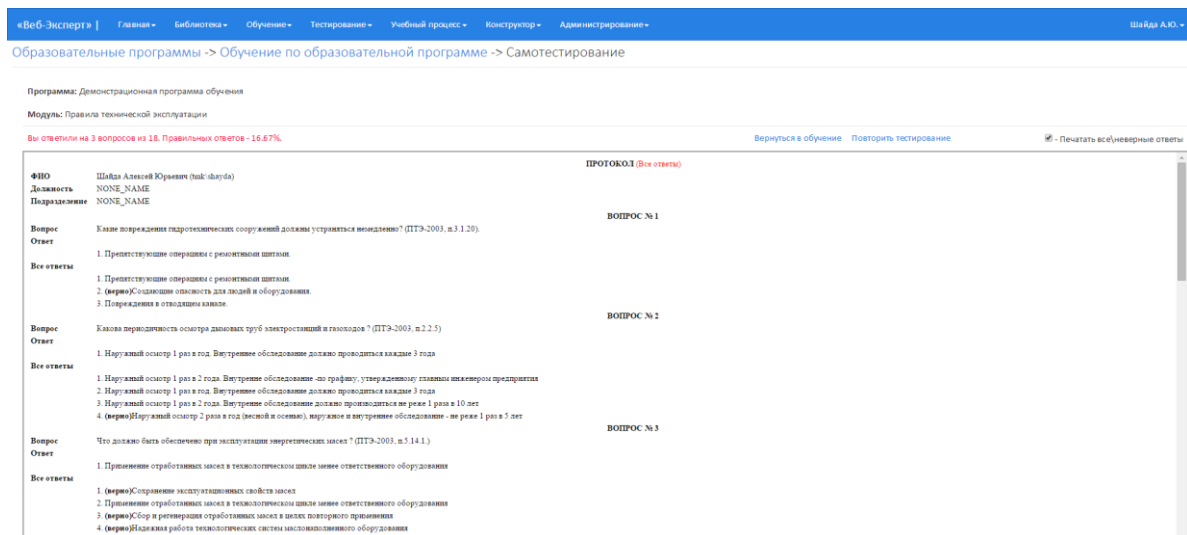 «Веб-Эксперт» | Главная Библиотека Обучение Тестирование Учебный процесс Конструктор Администрирование Шайда А.Ю.
Образовательные программы -> Обучение по образовательной программе -> Самотестирование
Программа: Демонстрационная программа обучения
Модуль: Правила технической эксплуатации
Вы ответили на 3 вопросов из 18. Правильных ответов - 16.67%. Вернуться в обучение Повторить тестирование - Печатать все\неверные ответы
ПРОТОКОЛ (Все ответы)
ФИО Шайда Алексей Юрьевич (tmk\shayda)
Должность NONE_NAME
Подразделение NONE_NAME
ВОПРОС № 1
Вопрос Какие повреждения гидротехнических сооружений должны устраняться немедленно? (ПТЭ-2003, п.3.1.20).
Ответ
1. Препятствующие операциям с ремонтными щитами.
Все ответы
1. Препятствующие операциям с ремонтными щитами.
2. (верно)Создающие опасность для людей и оборудования.
3. Повреждения в отводящем канале.
ВОПРОС № 2
Вопрос Какова периодичность осмотра дымовых труб электростанций и газоходов ? (ПТЭ-2003, п.2.2.5)
Ответ
1. Наружный осмотр 1 раз в год. Внутреннее обследование должно проводиться каждые 3 года
Все ответы
1. Наружный осмотр 1 раз в 2 года. Внутренне обследование -по графику, утвержденному главным инженером предприятия
2. Наружный осмотр 1 раз в год. Внутреннее обследование должно проводиться каждые 3 года
3. Наружный осмотр 1 раз в 2 года. Внутренне обследование должно производиться не реже 1 раза в 10 лет
4. (верно)Наружный осмотр 2 раза в год (весной и осенью), наружное и внутреннее обследование - не реже 1 раз в 5 лет
ВОПРОС № 3
Вопрос Что должно быть обеспечено при эксплуатации энергетических масел ? (ПТЭ-2003, п.5.14.1.)
Ответ
1. Применение отработанных масел в технологическом цикле менее ответственного оборудования
Все ответы
1. (верно)Сохранение эксплуатационных свойств масел
2. Применение отработанных масел в технологическом цикле менее ответственного оборудования
3. (верно)Сбор и регенерация отработанных масел в целях повторного применения
4. (верно)Надежная работа технологических систем маслонаполненного оборудования